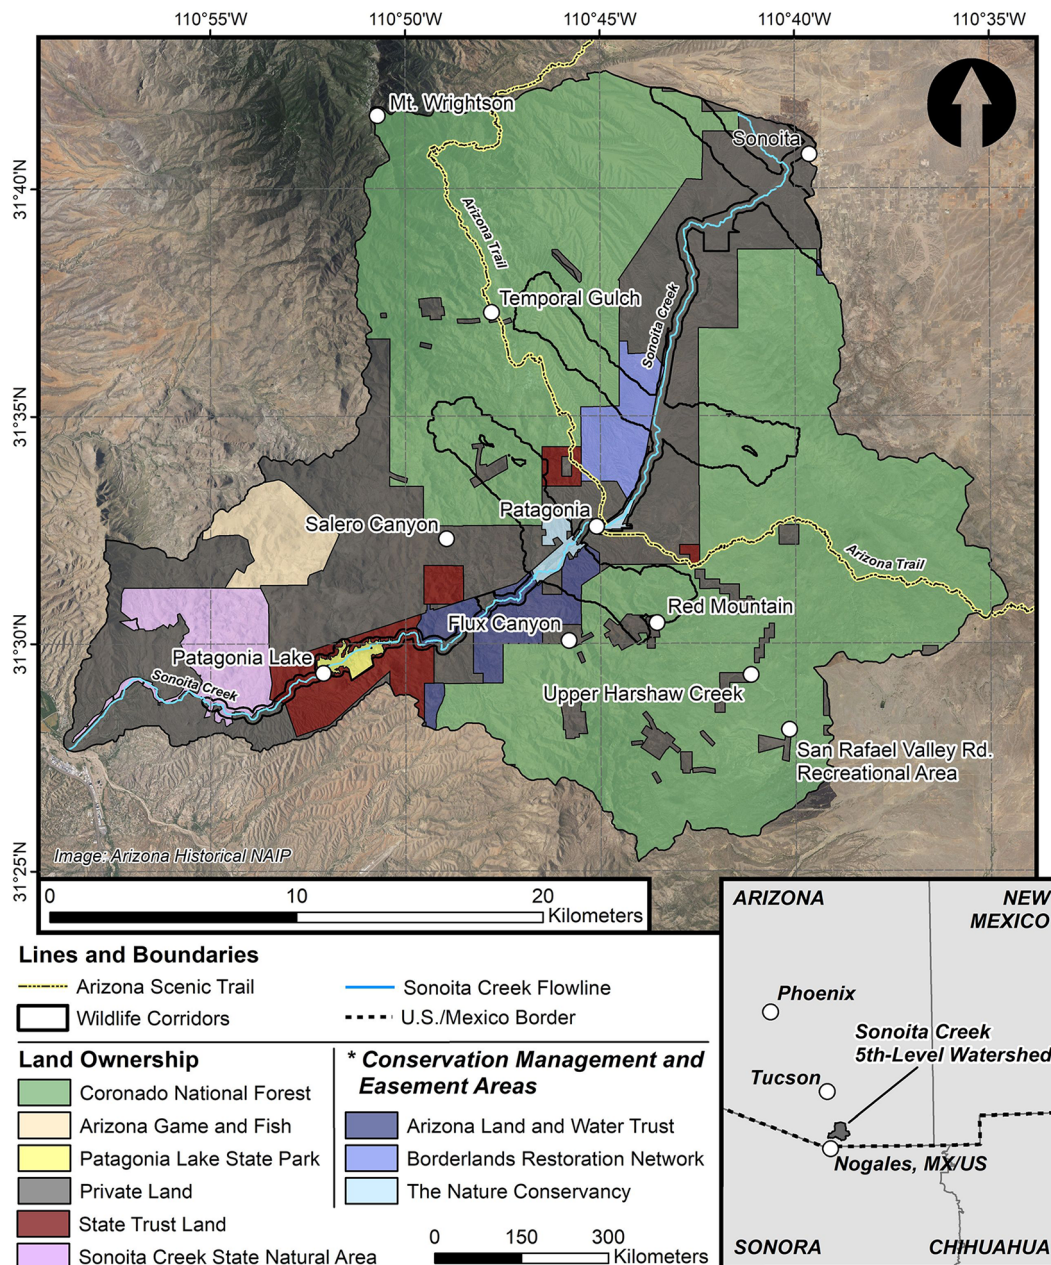 110°55'W
110°50'W
110°45'W
110°40'W
110°35'W
31°40'N
31°35'N
31°30'N
31°25'N
Mt. Wrightson
Sonoita
Arizona Trail
Temporal Gulch
Sonoita Creek
Patagonia
Salero Canyon
Arizona Trail
Red Mountain
Flux Canyon
Patagonia Lake
Sonoita Creek
Upper Harshaw Creek
San Rafael Valley Rd.
Recreational Area
Image: Arizona Historical NAIP
0 10 20
Kilometers
Lines and Boundaries
Arizona Scenic Trail
Sonoita Creek Flowline
Wildlife Corridors
U.S./Mexico Border
Land Ownership
Coronado National Forest
Arizona Game and Fish
Patagonia Lake State Park
Private Land
State Trust Land
Sonoita Creek State Natural Area
* Conservation Management and
Easement Areas
Arizona Land and Water Trust
Borderlands Restoration Network
The Nature Conservancy
0 150 300
Kilometers
ARIZONA
NEW
MEXICO
Phoenix
Sonoita Creek
5th-Level Watershed
Tucson
Nogales, MX/US
SONORA
CHIHUAHUA